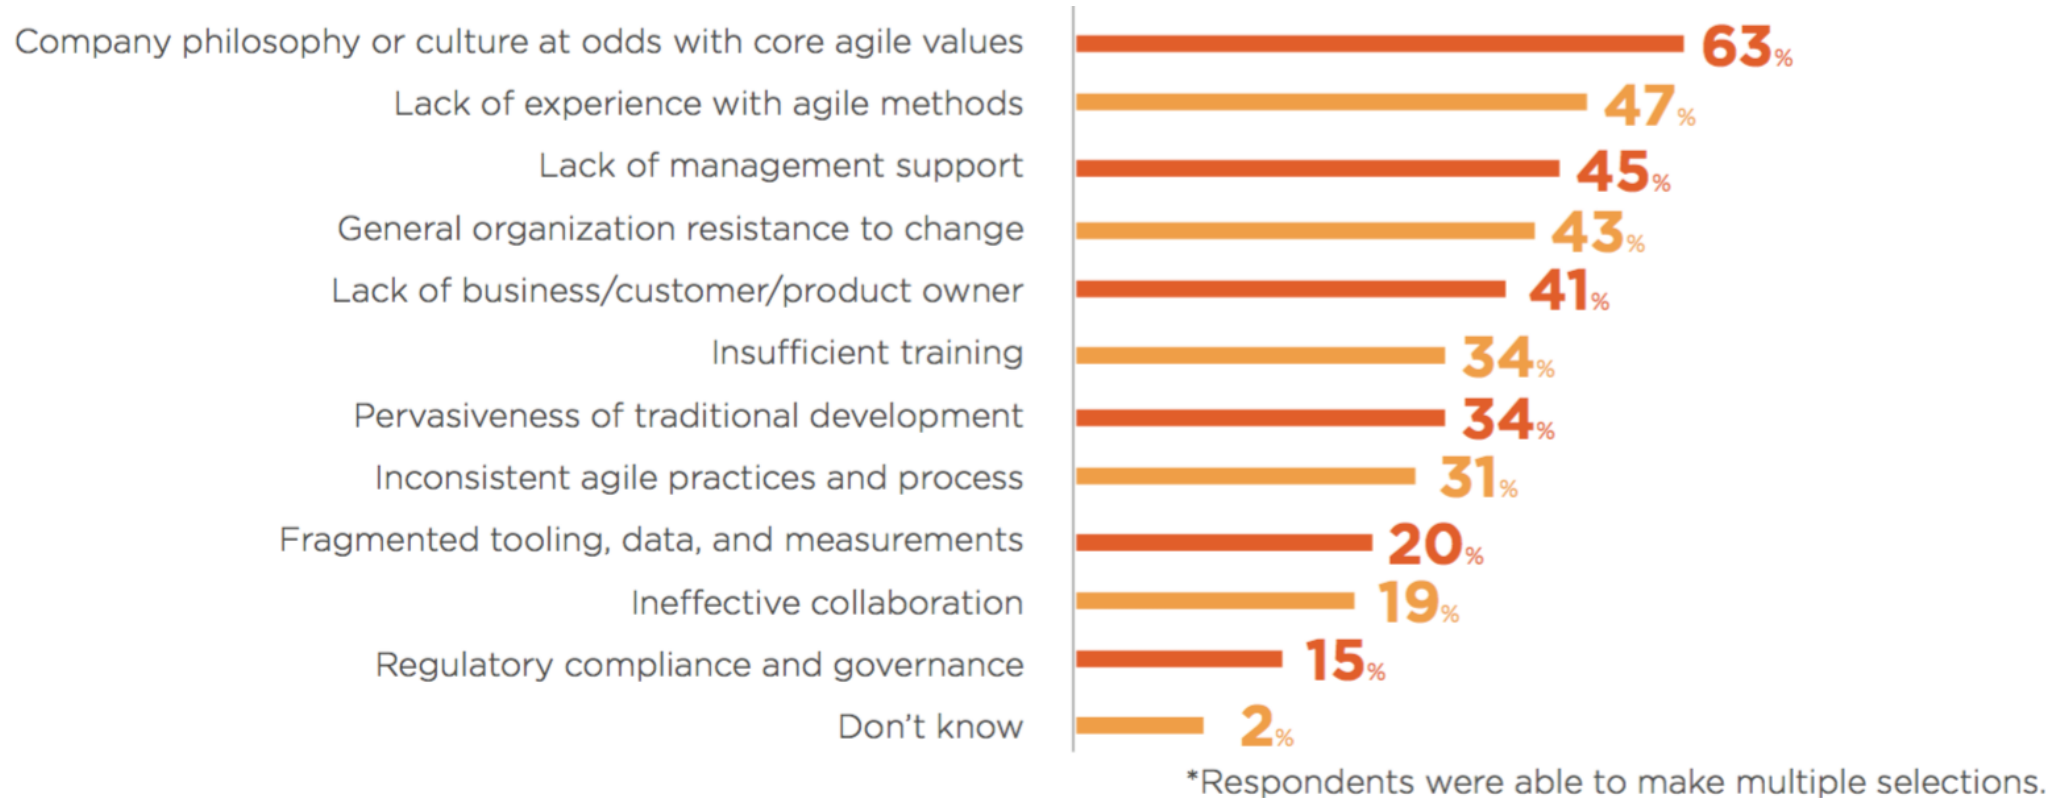 Company philosophy or culture at odds with core agile values 63%
Lack of experience with agile methods 47%
Lack of management support 45%
General organization resistance to change 43%
Lack of business/customer/product owner 41%
Insufficient training 34%
Pervasiveness of traditional development 34%
Inconsistent agile practices and process 31%
Fragmented tooling, data, and measurements 20%
Ineffective collaboration 19%
Regulatory compliance and governance 15%
Don’t know 2%
*Respondents were able to make multiple selections.